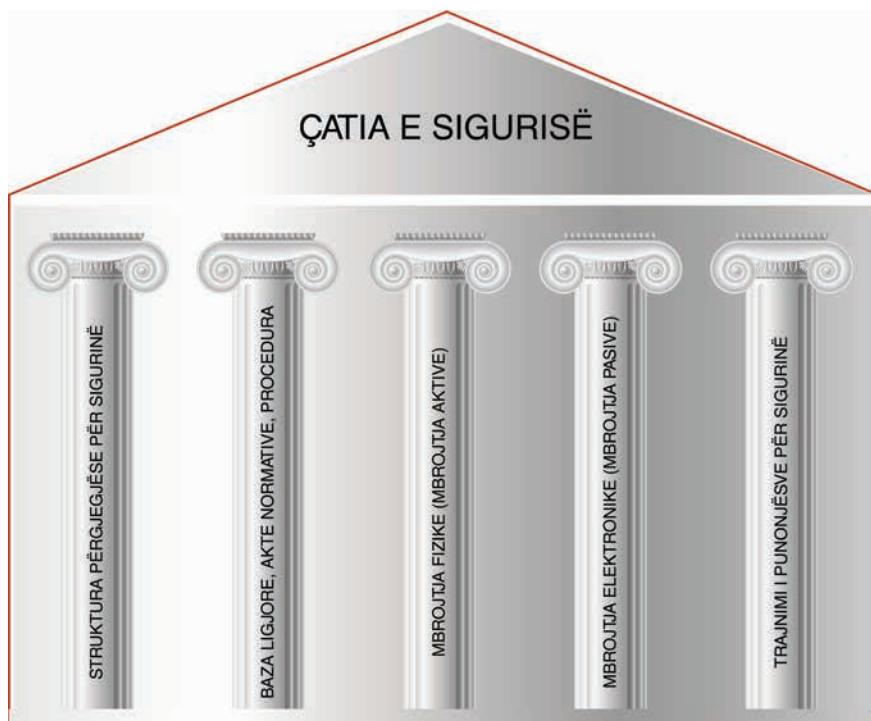 ÇATIA E SIGURISË
STRUKTURA PËRGJEGJËSE PËR SIGURINË
BAZA LIGJORE, AKTE NORMATIVE, PROCEDURA
MBROJTJA FIZIKE (MBROJTJA AKTIVE)
MBROJTJA ELEKTRONIKE (MBROJTJA PASIVE)
TRAJNIMI I PUNONJËSVE PËR SIGURINË